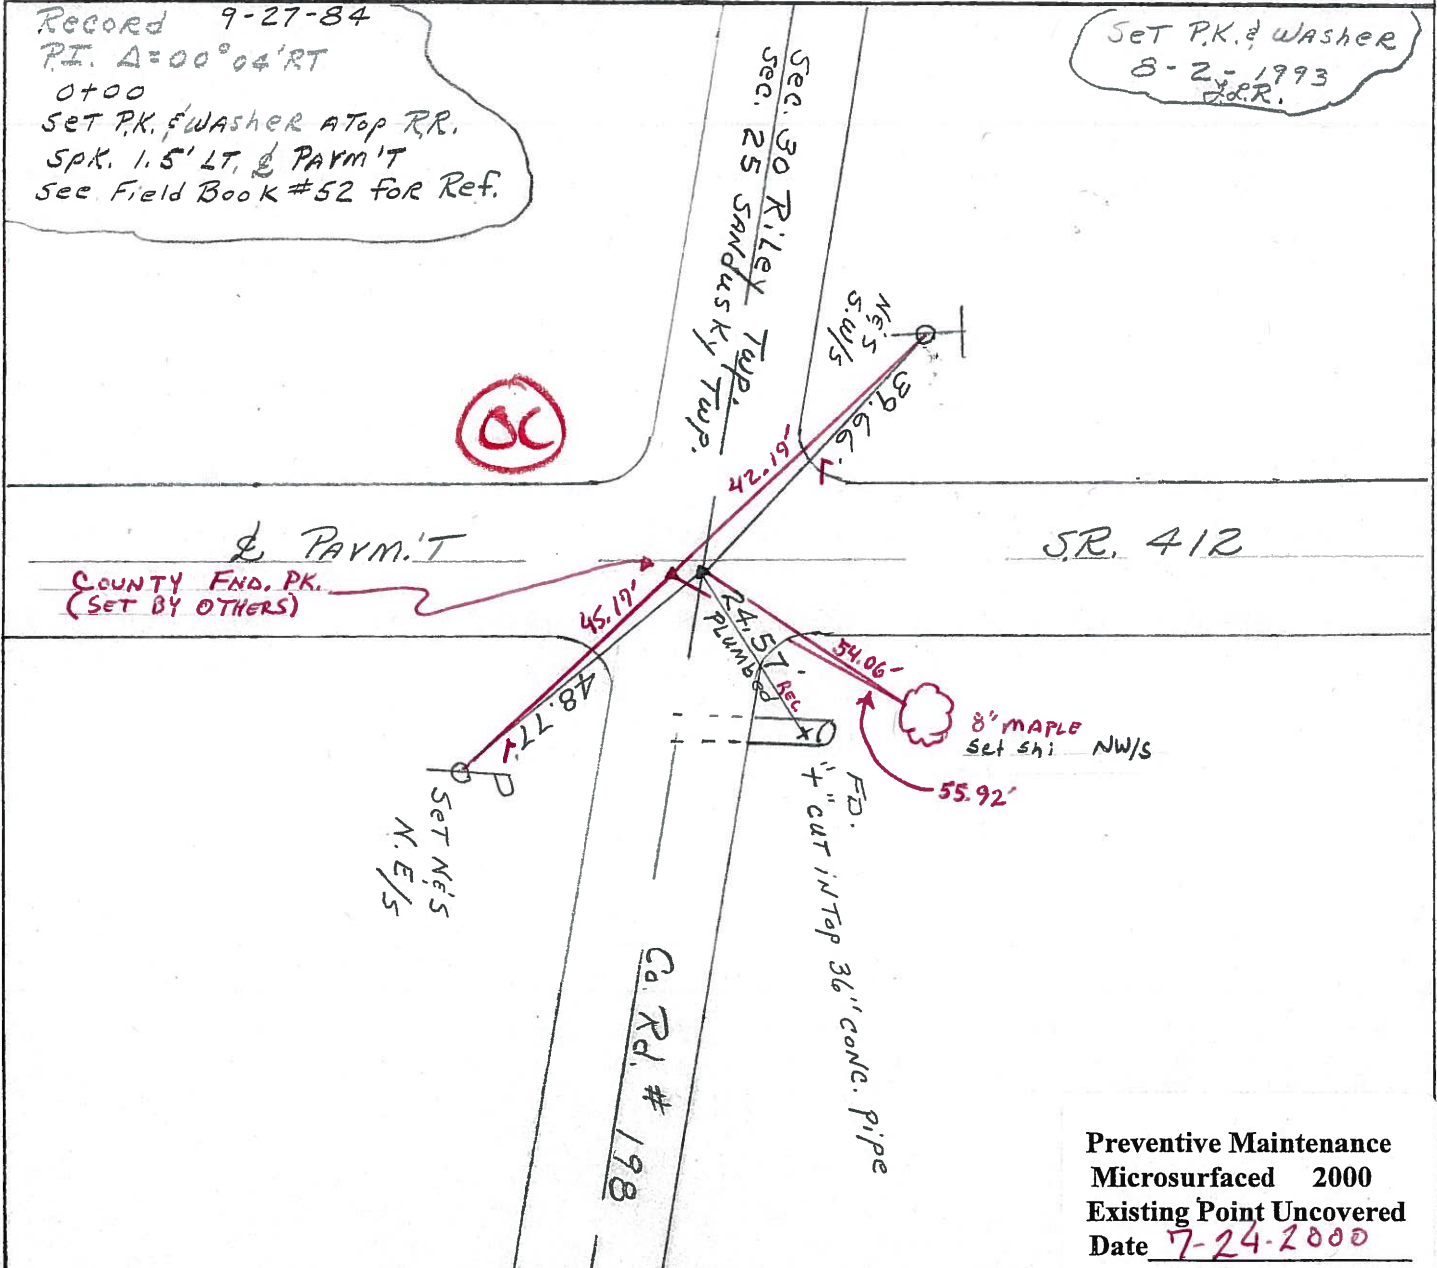 Record 9-27-84
P.I. Δ=00°04'RT
0+00
SET P.K. & WASHER ATop RR.
SPK. 1.5' LT. ℄ PAVM'T
See Field Book #52 for Ref.
SET P.K. & WASHER
8-2-1993
J.L.R.
Sec. 30 RiLey Twp.
Sec. 25 SANdusky Twp.
N&'S
S.W/S
39.66'
42.19'
OC
℄ PAVM.'T
S.R. 412
COUNTY FND. PK.
(SET BY OTHERS)
45.17'
48.77'
24.57'
PLUMbed
REC.
54.06'
8" MAPLE
Set shi NW/S
55.92'
SeT N&'S
N.E/S
FD.
"+" CUT iN Top 36" CONC. Pipe
Co. Rd. # 198
Preventive Maintenance
Microsurfaced 2000
Existing Point Uncovered
Date 7-24-2000